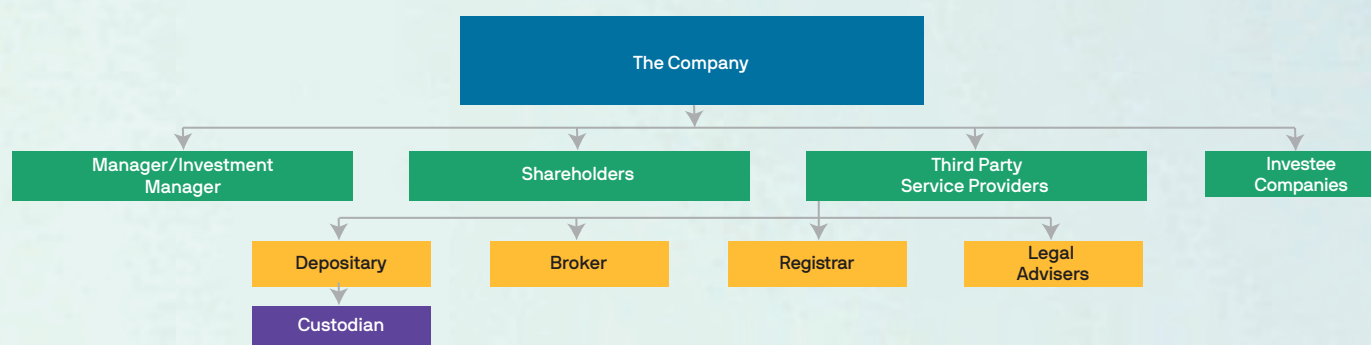 The Company
Manager/Investment
Manager
Shareholders
Third Party
Service Providers
Investee
Companies
Depositary
Broker
Registrar
Legal
Advisers
Custodian